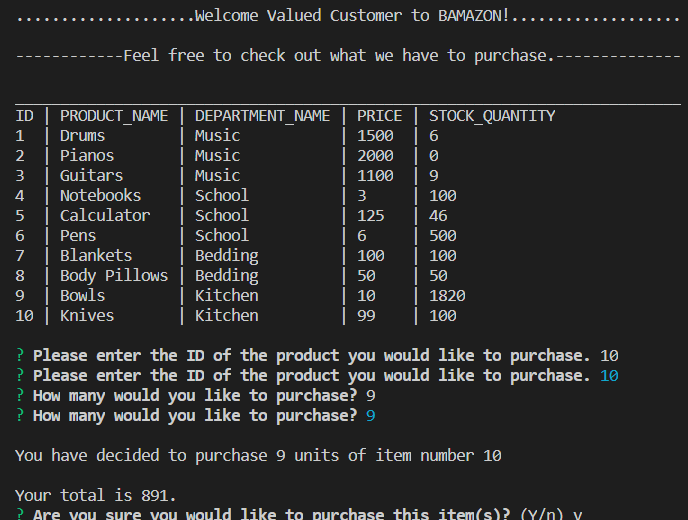 ....................Welcome Valued Customer to BAMAZON!...................
------------Feel free to check out what we have to purchase.--------------
ID | PRODUCT_NAME | DEPARTMENT_NAME | PRICE | STOCK_QUANTITY
1 | Drums | Music | 1500 | 6
2 | Pianos | Music | 2000 | 0
3 | Guitars | Music | 1100 | 9
4 | Notebooks | School | 3 | 100
5 | Calculator | School | 125 | 46
6 | Pens | School | 6 | 500
7 | Blankets | Bedding | 100 | 100
8 | Body Pillows | Bedding | 50 | 50
9 | Bowls | Kitchen | 10 | 1820
10 | Knives | Kitchen | 99 | 100
? Please enter the ID of the product you would like to purchase. 10
? Please enter the ID of the product you would like to purchase. 10
? How many would you like to purchase? 9
? How many would you like to purchase? 9
You have decided to purchase 9 units of item number 10
Your total is 891.
? Are you sure you would like to purchase this item(s)? (Y/n) y